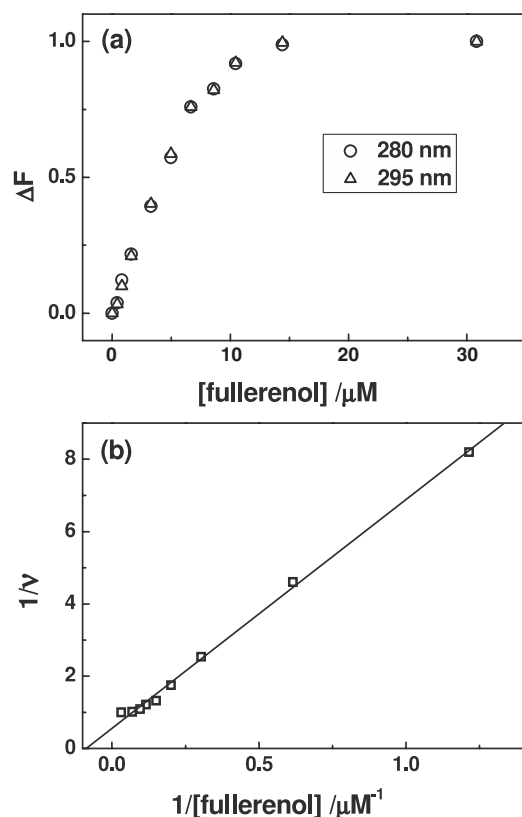 (a)
1.0
0.5
0.0
ΔF
280 nm
295 nm
0 10 20 30
[fullerenol] /μM
(b)
8
6
4
2
0
1/ν
0.0 0.5 1.0
1/[fullerenol] /μM⁻¹